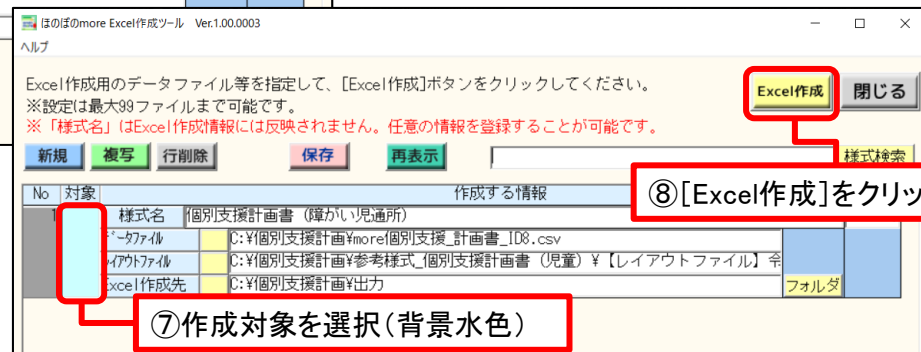 ほのぼのmore Excel作成ツール Ver.1.00.0003
ヘルプ
Excel作成用のデータファイル等を指定して、[Excel作成]ボタンをクリックしてください。
※設定は最大99ファイルまで可能です。
※「様式名」はExcel作成情報には反映されません。任意の情報を登録することが可能です。
Excel作成 閉じる
新規 複写 行削除 保存 再表示 様式検索
⑧[Excel作成]をクリッ
No 対象 作成する情報
1 様式名 個別支援計画書（障がい児通所）
ﾃﾞｰﾀﾌｧｲﾙ C:¥個別支援計画¥more個別支援_計画書_ID8.csv
ﾚｲｱｳﾄﾌｧｲﾙ C:¥個別支援計画¥参考様式_個別支援計画書（児童）¥【レイアウトファイル】令
Excel作成先 C:¥個別支援計画¥出力 フォルダ
⑦作成対象を選択（背景水色）